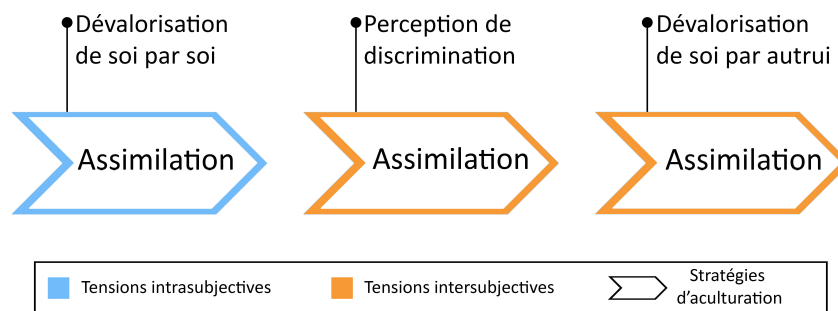 Dévalorisation
de soi par soi
Perception de
discrimination
Dévalorisation
de soi par autrui
Assimilation
Assimilation
Assimilation
Tensions intrasubjectives
Tensions intersubjectives
Stratégies
d'aculturation